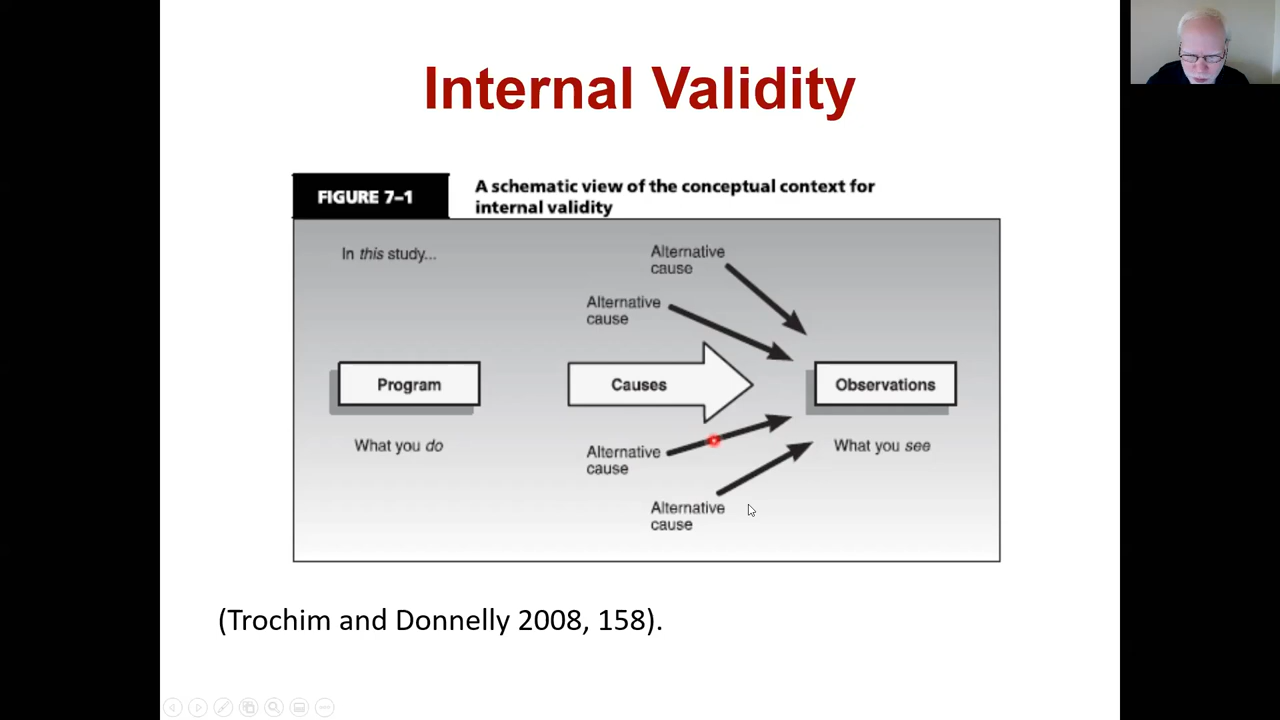 Internal Validity
FIGURE 7–1
A schematic view of the conceptual context for
internal validity
In this study...
Alternative
cause
Alternative
cause
Program
Causes
Observations
What you do
Alternative
cause
What you see
Alternative
cause
(Trochim and Donnelly 2008, 158).